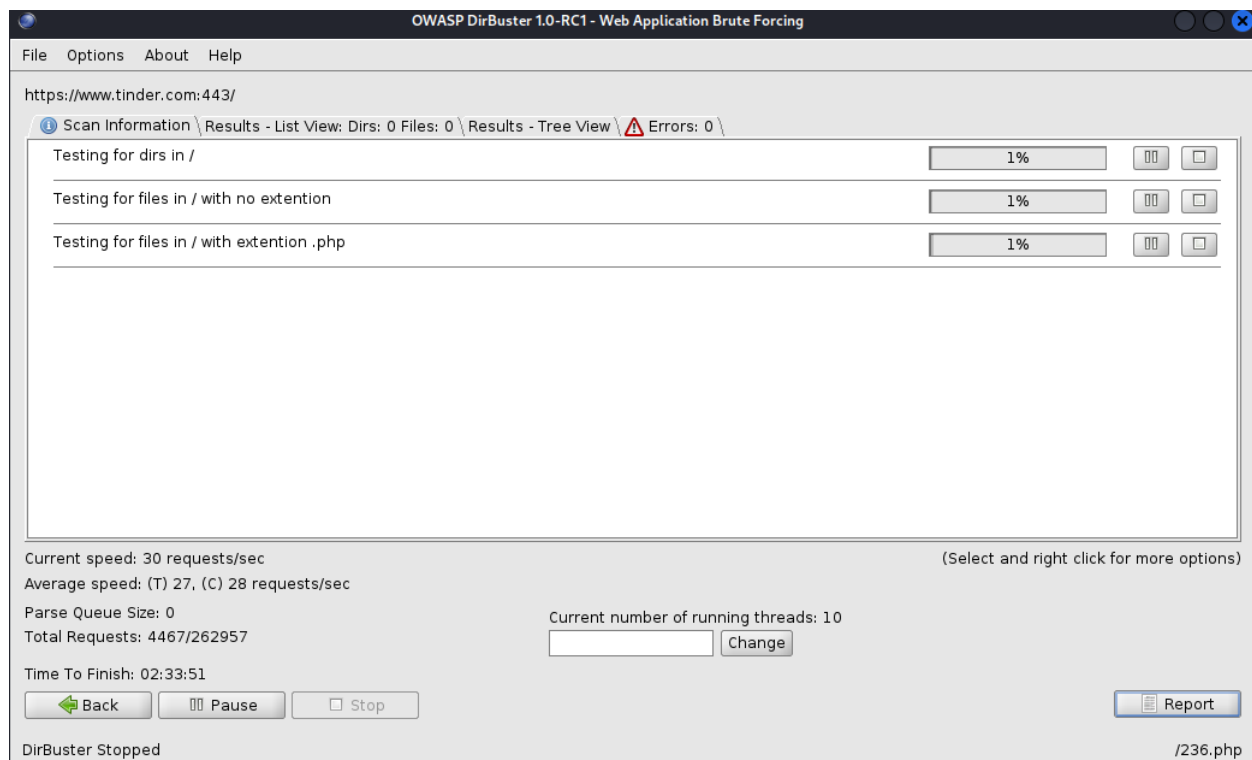 OWASP DirBuster 1.0-RC1 - Web Application Brute Forcing
File Options About Help
https://www.tinder.com:443/
Scan Information Results - List View: Dirs: 0 Files: 0 Results - Tree View Errors: 0
Testing for dirs in / 1%
Testing for files in / with no extention 1%
Testing for files in / with extention .php 1%
Current speed: 30 requests/sec (Select and right click for more options)
Average speed: (T) 27, (C) 28 requests/sec
Parse Queue Size: 0 Current number of running threads: 10
Total Requests: 4467/262957 Change
Time To Finish: 02:33:51
Back Pause Stop Report
DirBuster Stopped /236.php